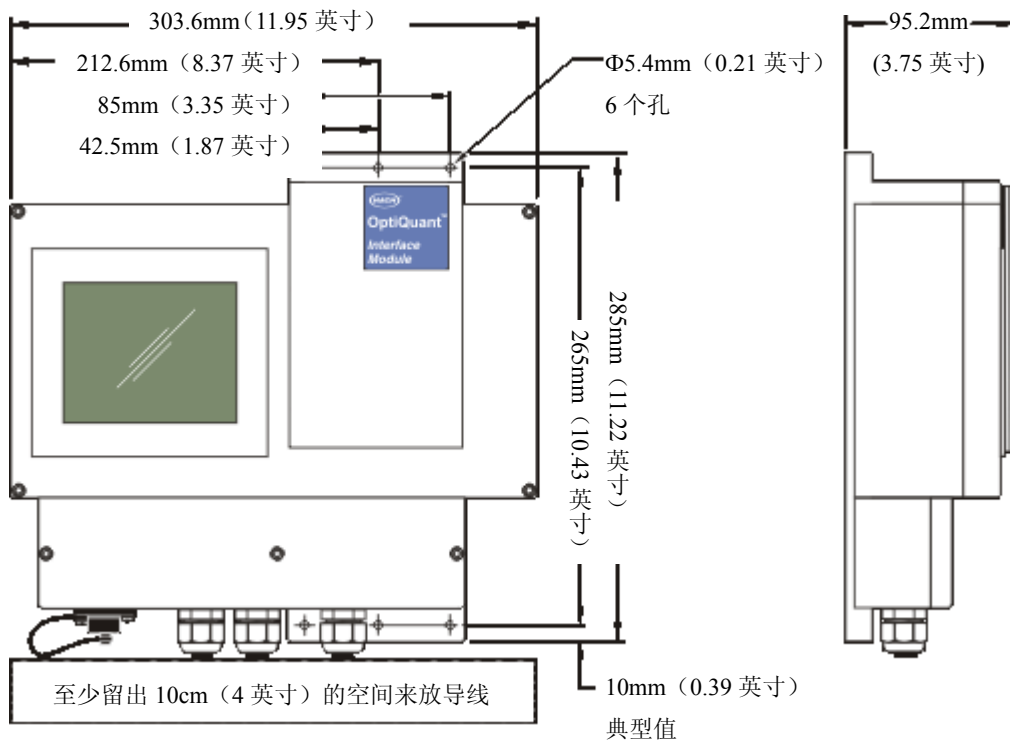 303.6mm（11.95 英寸）
95.2mm
(3.75 英寸)
212.6mm（8.37 英寸）
Φ5.4mm（0.21 英寸）
6 个孔
85mm（3.35 英寸）
42.5mm（1.87 英寸）
HACH
OptiQuant™
Interface
Module
285mm（11.22 英寸）
265mm（10.43 英寸）
至少留出 10cm（4 英寸）的空间来放导线
10mm（0.39 英寸）
典型值